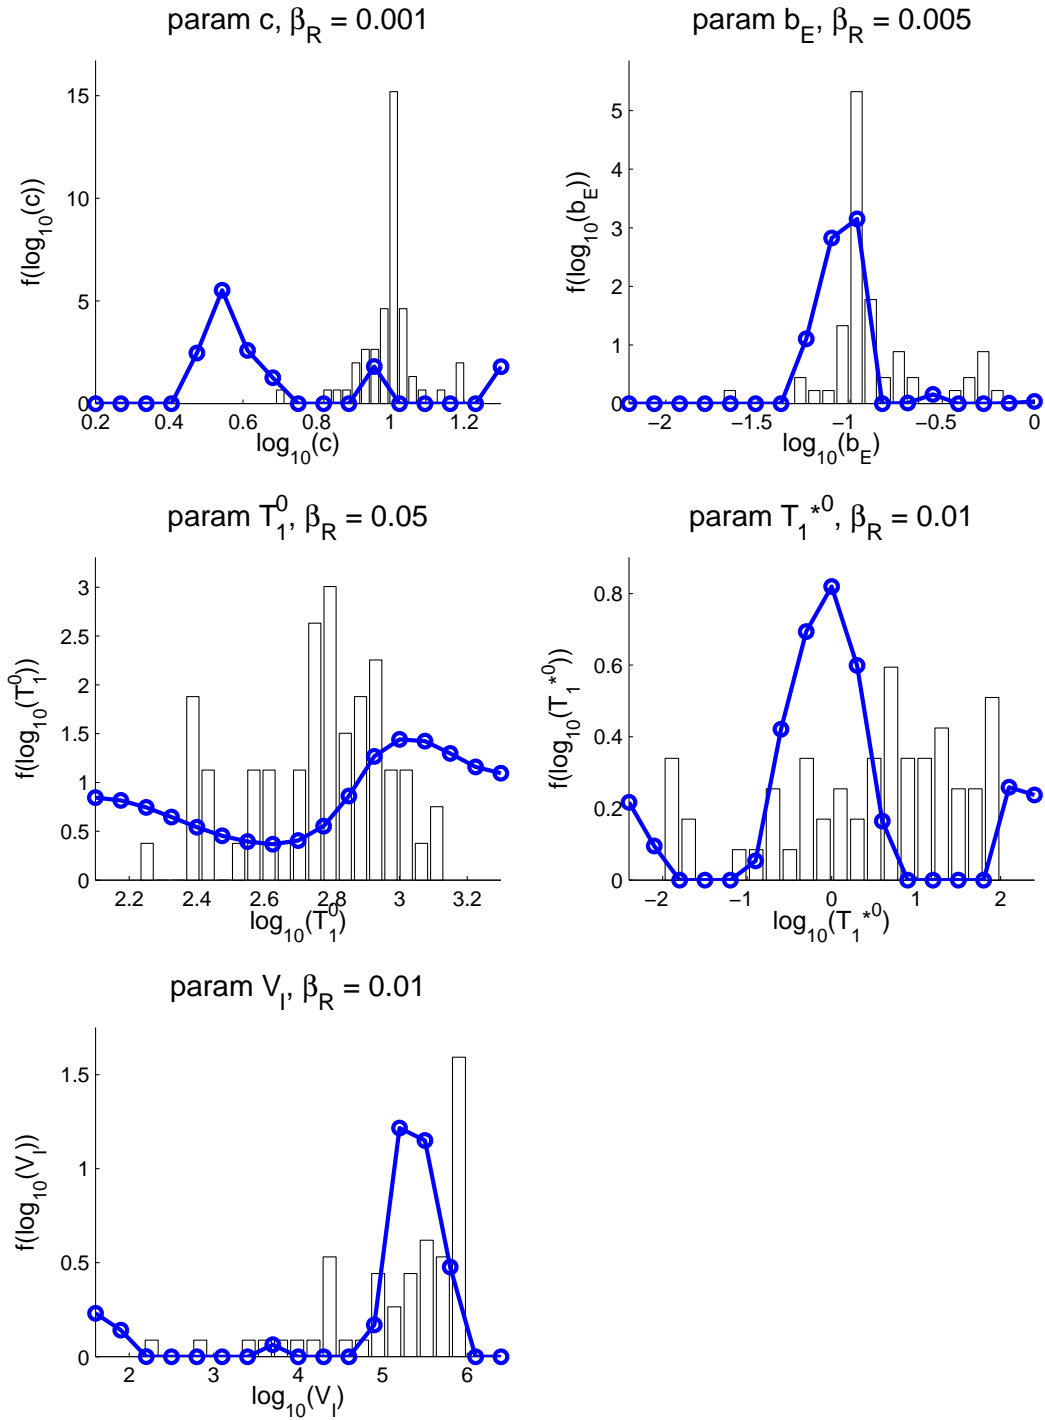 param c, β_R = 0.001
15
10
5
0
f(log_10(c))
0.2 0.4 0.6 0.8 1 1.2
log_10(c)
param b_E, β_R = 0.005
5
4
3
2
1
0
f(log_10(b_E))
−2 −1.5 −1 −0.5 0
log_10(b_E)
param T_1^0, β_R = 0.05
3
2.5
2
1.5
1
0.5
0
f(log_10(T_1^0))
2.2 2.4 2.6 2.8 3 3.2
log_10(T_1^0)
param T_1*^0, β_R = 0.01
0.8
0.6
0.4
0.2
0
f(log_10(T_1*^0))
−2 −1 0 1 2
log_10(T_1*^0)
param V_I, β_R = 0.01
1.5
1
0.5
0
f(log_10(V_I))
2 3 4 5 6
log_10(V_I)